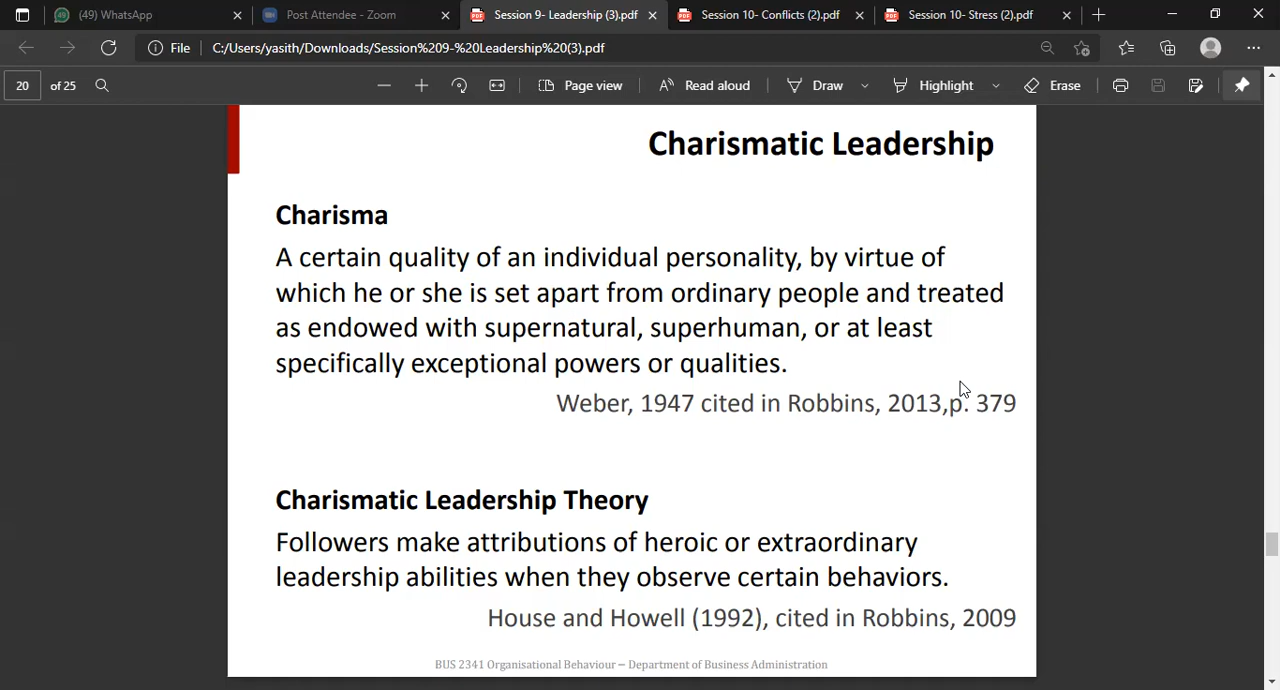 (49) WhatsApp
Post Attendee - Zoom
Session 9- Leadership (3).pdf
Session 10- Conflicts (2).pdf
Session 10- Stress (2).pdf
File
C:/Users/yasith/Downloads/Session%209-%20Leadership%20(3).pdf
20 of 25
Page view
Read aloud
Draw
Highlight
Erase
Charismatic Leadership
Charisma
A certain quality of an individual personality, by virtue of
which he or she is set apart from ordinary people and treated
as endowed with supernatural, superhuman, or at least
specifically exceptional powers or qualities.
Weber, 1947 cited in Robbins, 2013,p. 379
Charismatic Leadership Theory
Followers make attributions of heroic or extraordinary
leadership abilities when they observe certain behaviors.
House and Howell (1992), cited in Robbins, 2009
BUS 2341 Organisational Behaviour – Department of Business Administration